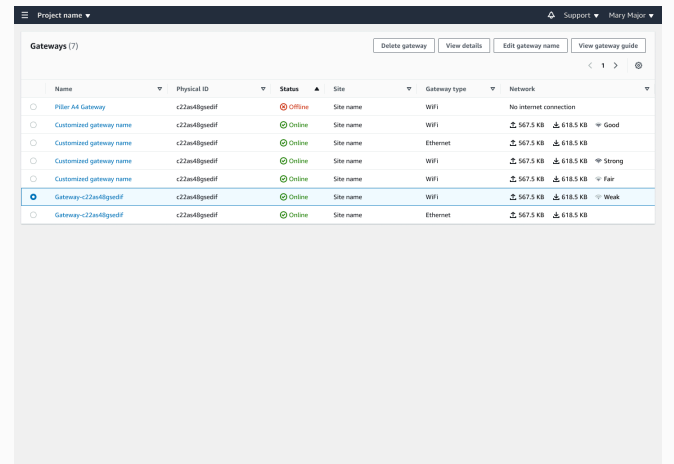 Project name Support Mary Major
Gateways (7) Delete gateway View details Edit gateway name View gateway guide
1
Name Physical ID Status Site Gateway type Network
Piller A4 Gateway c22as48gsedif Offline Site name WiFi No internet connection
Customized gateway name c22as48gsedif Online Site name WiFi 567.5 KB 618.5 KB Good
Customized gateway name c22as48gsedif Online Site name Ethernet 567.5 KB 618.5 KB
Customized gateway name c22as48gsedif Online Site name WiFi 567.5 KB 618.5 KB Strong
Customized gateway name c22as48gsedif Online Site name WiFi 567.5 KB 618.5 KB Fair
Gateway-c22as48gsedif c22as48gsedif Online Site name WiFi 567.5 KB 618.5 KB Weak
Gateway-c22as48gsedif c22as48gsedif Online Site name Ethernet 567.5 KB 618.5 KB